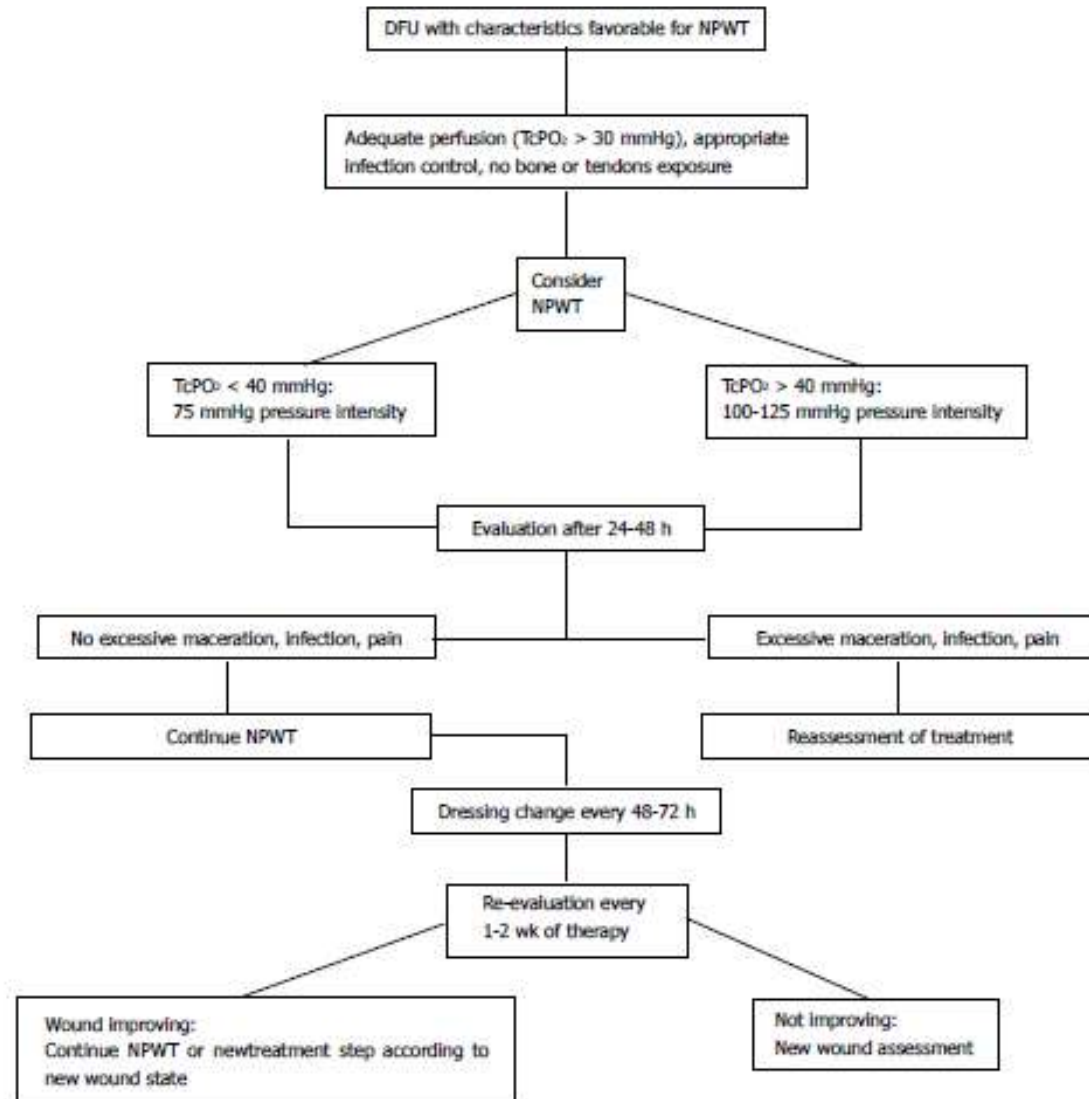 DFU with characteristics favorable for NPWT
Adequate perfusion (TcPO₂ > 30 mmHg), appropriate
infection control, no bone or tendons exposure
Consider
NPWT
TcPO₂ < 40 mmHg:
75 mmHg pressure intensity
TcPO₂ > 40 mmHg:
100-125 mmHg pressure intensity
Evaluation after 24-48 h
No excessive maceration, infection, pain
Excessive maceration, infection, pain
Continue NPWT
Reassessment of treatment
Dressing change every 48-72 h
Re-evaluation every
1-2 wk of therapy
Wound improving:
Continue NPWT or newtreatment step according to
new wound state
Not improving:
New wound assessment